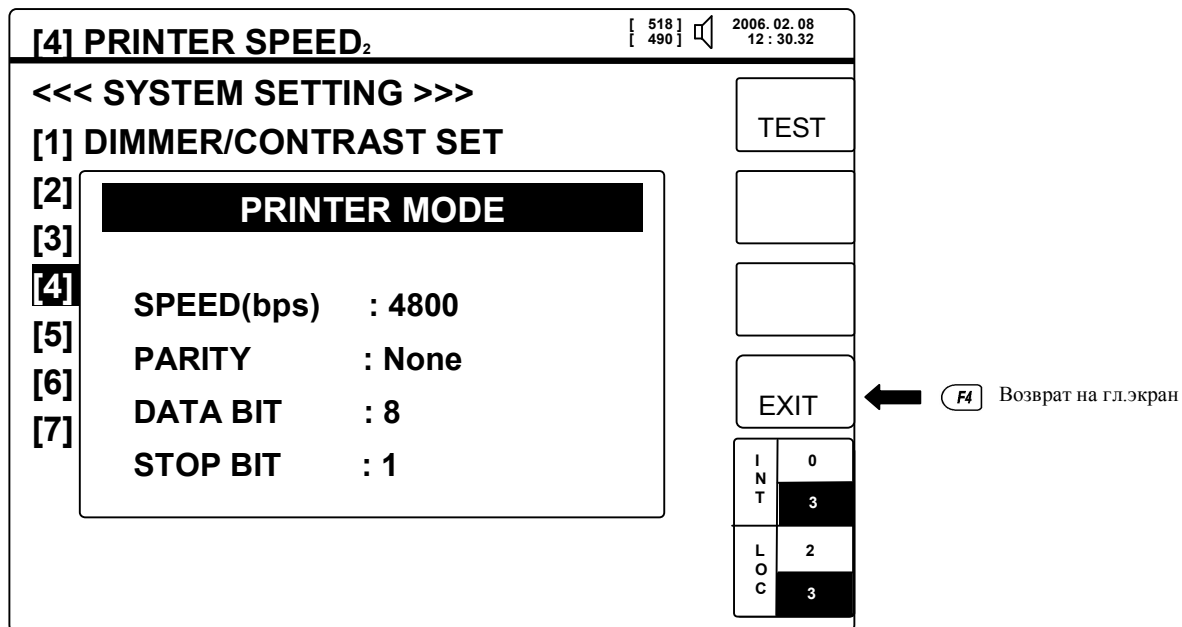 [4] PRINTER SPEED2
[ 518 ]
[ 490 ]
2006. 02. 08
12 : 30.32
<<< SYSTEM SETTING >>>
[1] DIMMER/CONTRAST SET
[2]
[3]
[4]
[5]
[6]
[7]
PRINTER MODE
SPEED(bps) : 4800
PARITY : None
DATA BIT : 8
STOP BIT : 1
TEST
EXIT
F4 Возврат на гл.экран
INT
0
3
LOC
2
3